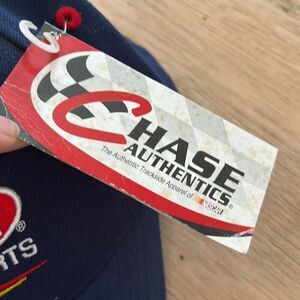 CHASE
AUTHENTICS®
The Authentic Trackside Apparel of NASCAR
RTS